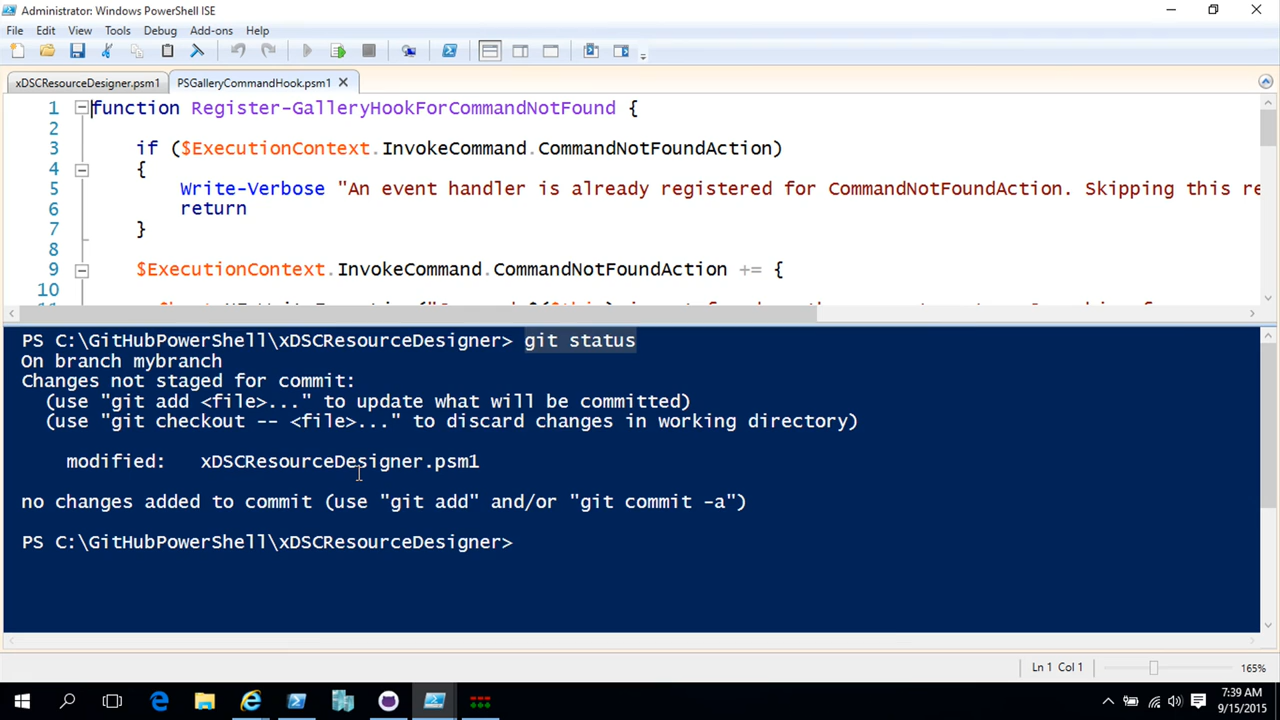 Administrator: Windows PowerShell ISE
File Edit View Tools Debug Add-ons Help
xDSCResourceDesigner.psm1 PSGalleryCommandHook.psm1
1 function Register-GalleryHookForCommandNotFound {
2
3 if ($ExecutionContext.InvokeCommand.CommandNotFoundAction)
4 {
5 Write-Verbose "An event handler is already registered for CommandNotFoundAction. Skipping this re
6 return
7 }
8
9 $ExecutionContext.InvokeCommand.CommandNotFoundAction += {
10
PS C:\GitHubPowerShell\xDSCResourceDesigner> git status
On branch mybranch
Changes not staged for commit:
(use "git add <file>..." to update what will be committed)
(use "git checkout -- <file>..." to discard changes in working directory)
modified: xDSCResourceDesigner.psm1
no changes added to commit (use "git add" and/or "git commit -a")
PS C:\GitHubPowerShell\xDSCResourceDesigner>
Ln 1 Col 1 165%
7:39 AM
9/15/2015